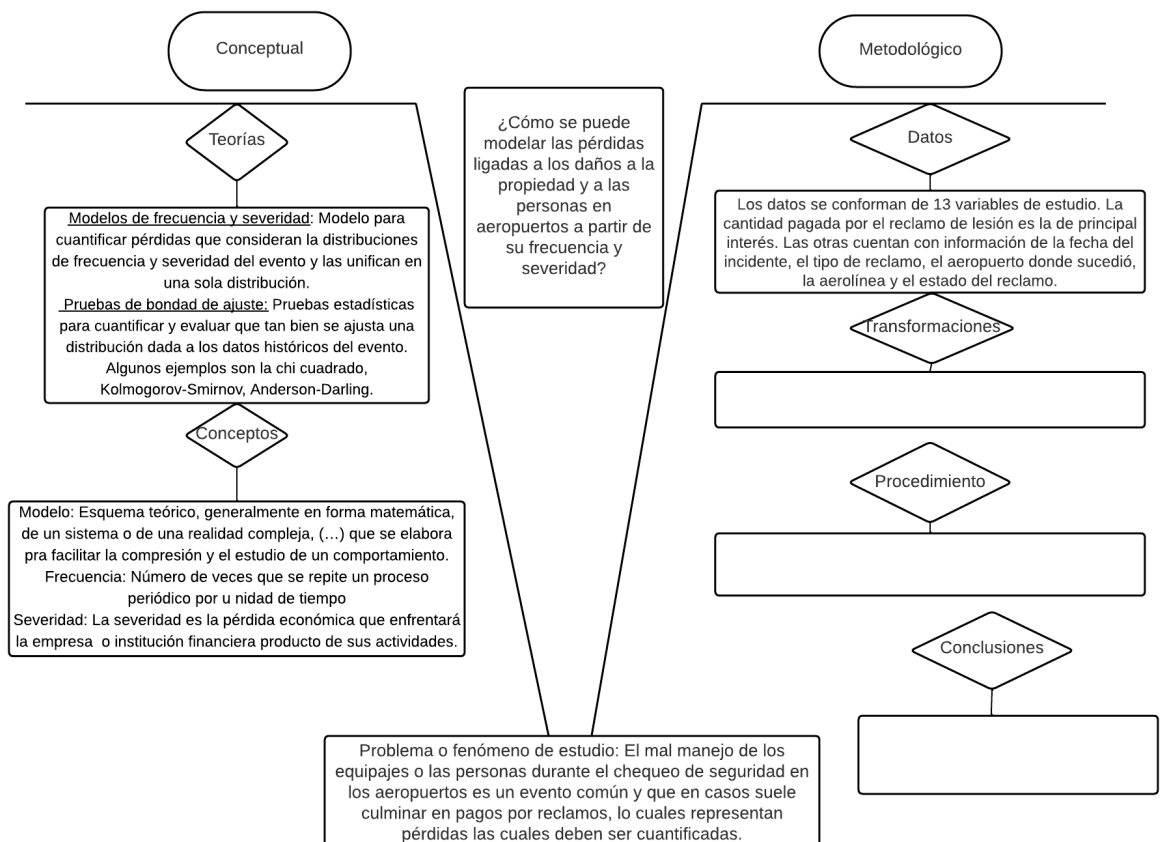 Conceptual
Teorías
Modelos de frecuencia y severidad: Modelo para
cuantificar pérdidas que consideran la distribuciones
de frecuencia y severidad del evento y las unifican en
una sola distribución.
Pruebas de bondad de ajuste: Pruebas estadísticas
para cuantificar y evaluar que tan bien se ajusta una
distribución dada a los datos históricos del evento.
Algunos ejemplos son la chi cuadrado,
Kolmogorov-Smirnov, Anderson-Darling.
Conceptos
Modelo: Esquema teórico, generalmente en forma matemática,
de un sistema o de una realidad compleja, (…) que se elabora
pra facilitar la compresión y el estudio de un comportamiento.
Frecuencia: Número de veces que se repite un proceso
periódico por u nidad de tiempo
Severidad: La severidad es la pérdida económica que enfrentará
la empresa  o institución financiera producto de sus actividades.
¿Cómo se puede
modelar las pérdidas
ligadas a los daños a la
propiedad y a las
personas en
aeropuertos a partir de
su frecuencia y
severidad?
Metodológico
Datos
Los datos se conforman de 13 variables de estudio. La
cantidad pagada por el reclamo de lesión es la de principal
interés. Las otras cuentan con información de la fecha del
incidente, el tipo de reclamo, el aeropuerto donde sucedió,
la aerolínea y el estado del reclamo.
Transformaciones
Procedimiento
Conclusiones
Problema o fenómeno de estudio: El mal manejo de los
equipajes o las personas durante el chequeo de seguridad en
los aeropuertos es un evento común y que en casos suele
culminar en pagos por reclamos, lo cuales representan
pérdidas las cuales deben ser cuantificadas.